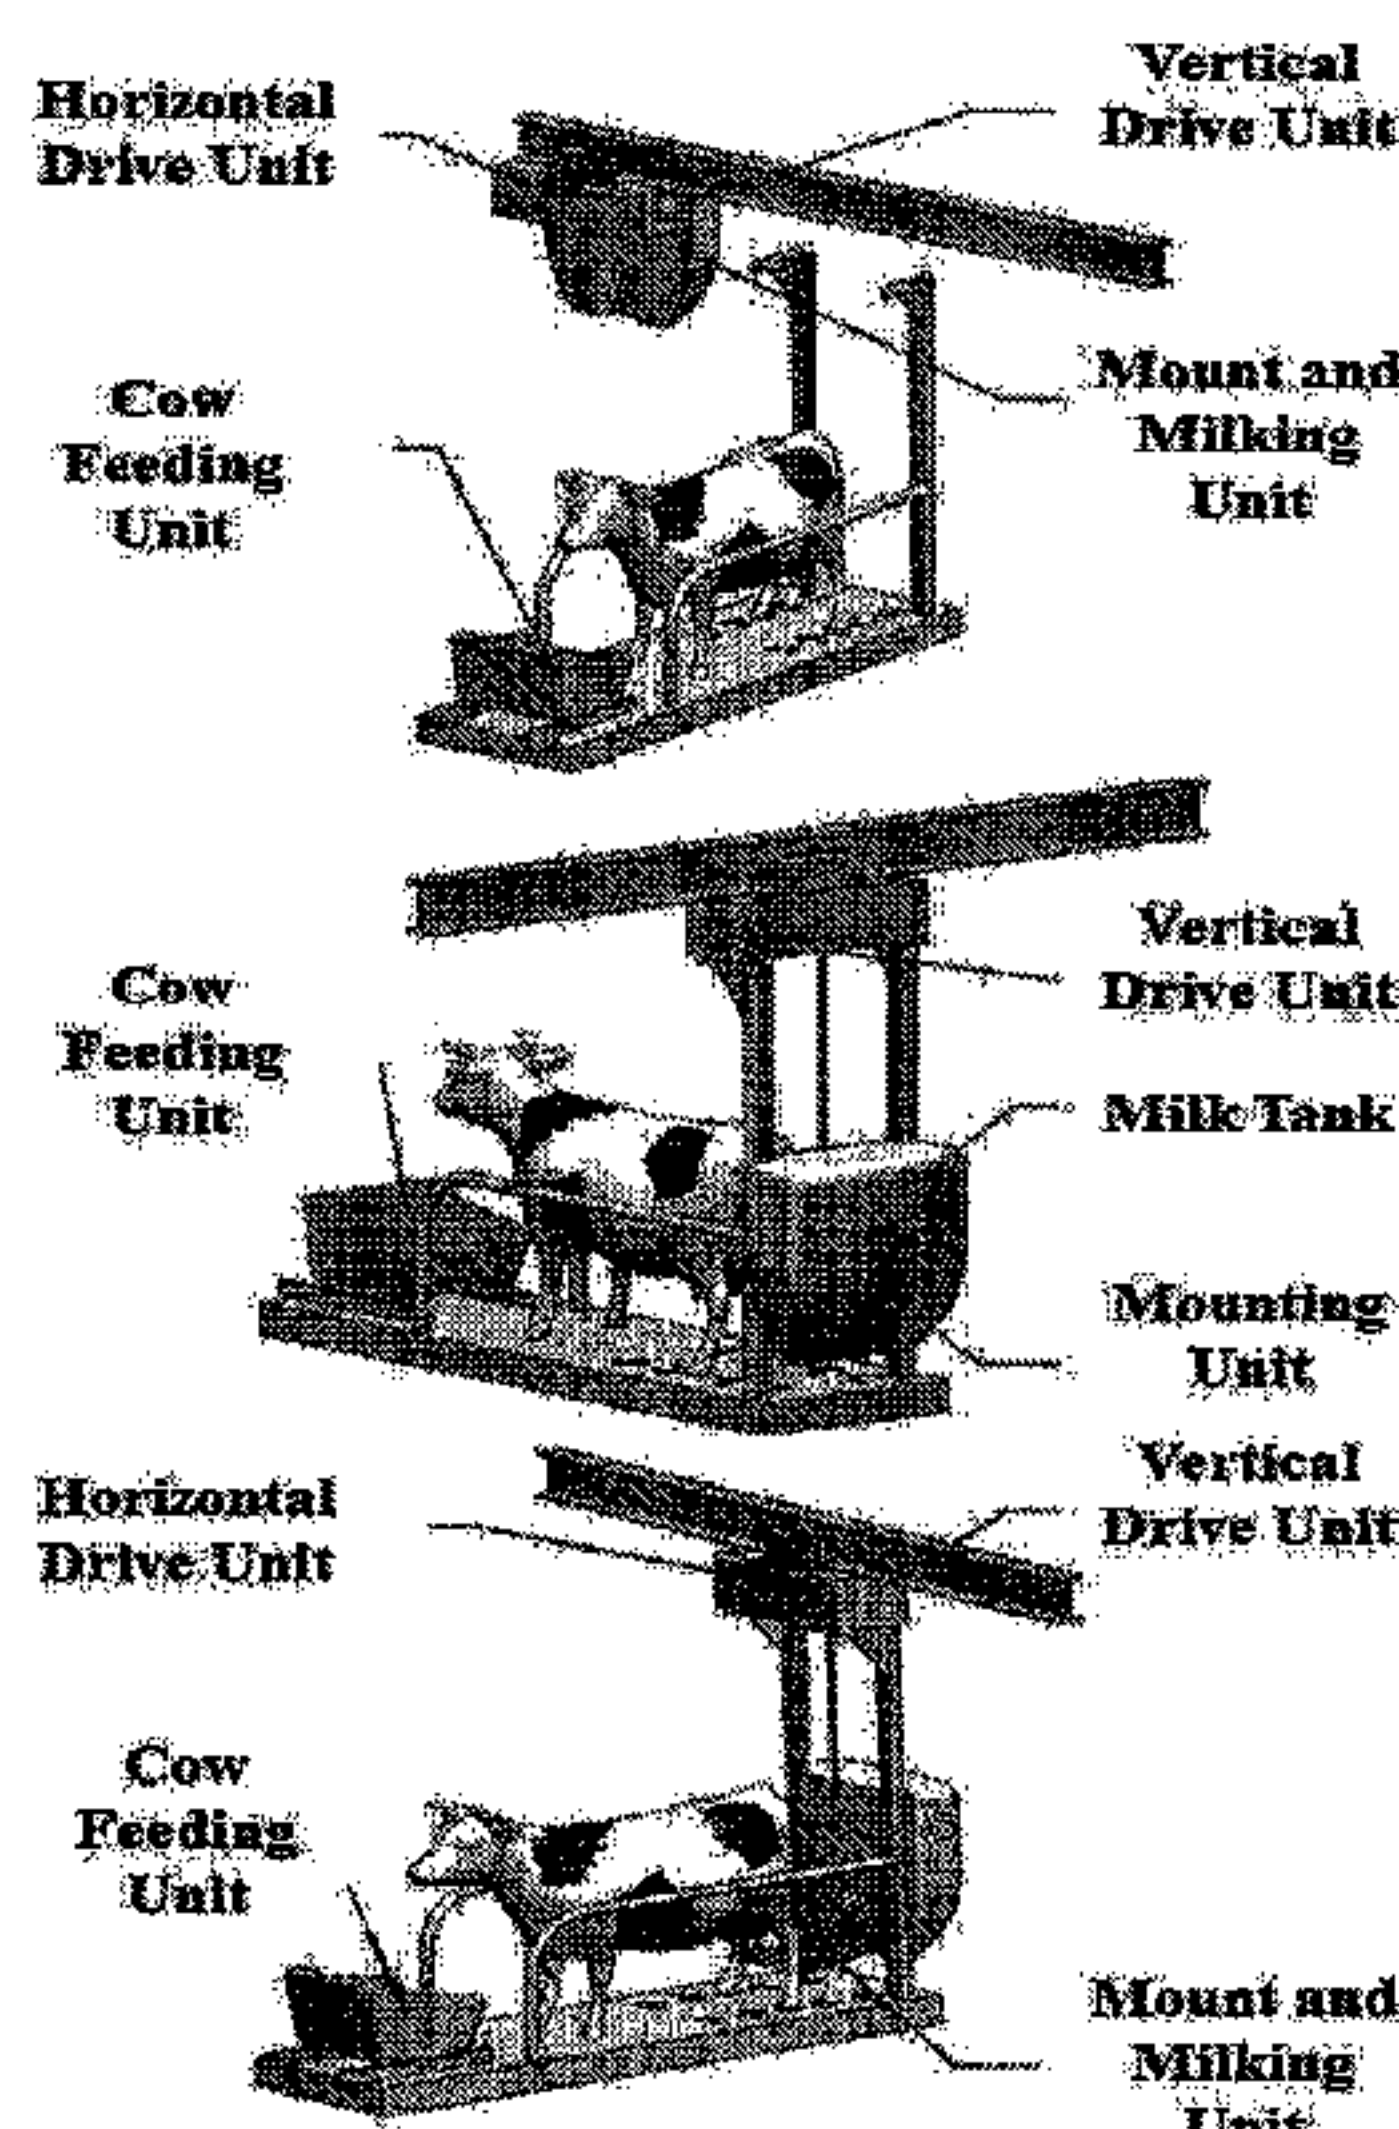 Horizontal
Drive Unit
Vertical
Drive Unit
Cow
Feeding
Unit
Mount and
Milking
Unit
Cow
Feeding
Unit
Vertical
Drive Unit
Milk Tank
Mounting
Unit
Horizontal
Drive Unit
Vertical
Drive Unit
Cow
Feeding
Unit
Mount and
Milking
Unit